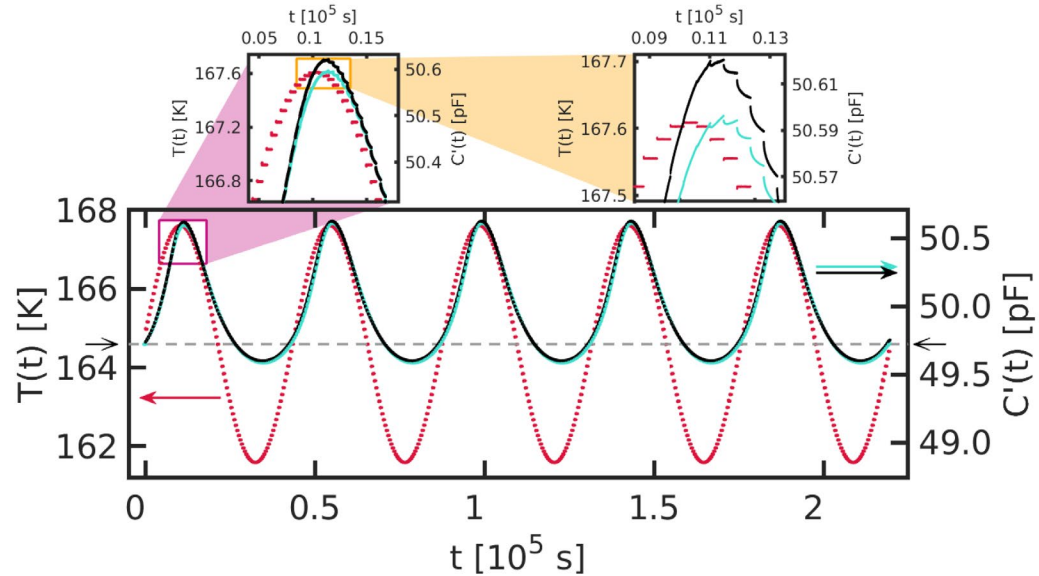 t [10⁵ s]
0.05 0.1 0.15
T(t) [K]
167.6
167.2
166.8
50.6
50.5
50.4
C'(t) [pF]
t [10⁵ s]
0.09 0.11 0.13
T(t) [K]
167.7
167.6
167.5
50.61
50.59
50.57
C'(t) [pF]
T(t) [K]
168
166
164
162
50.5
50.0
49.5
49.0
C'(t) [pF]
0 0.5 1 1.5 2
t [10⁵ s]